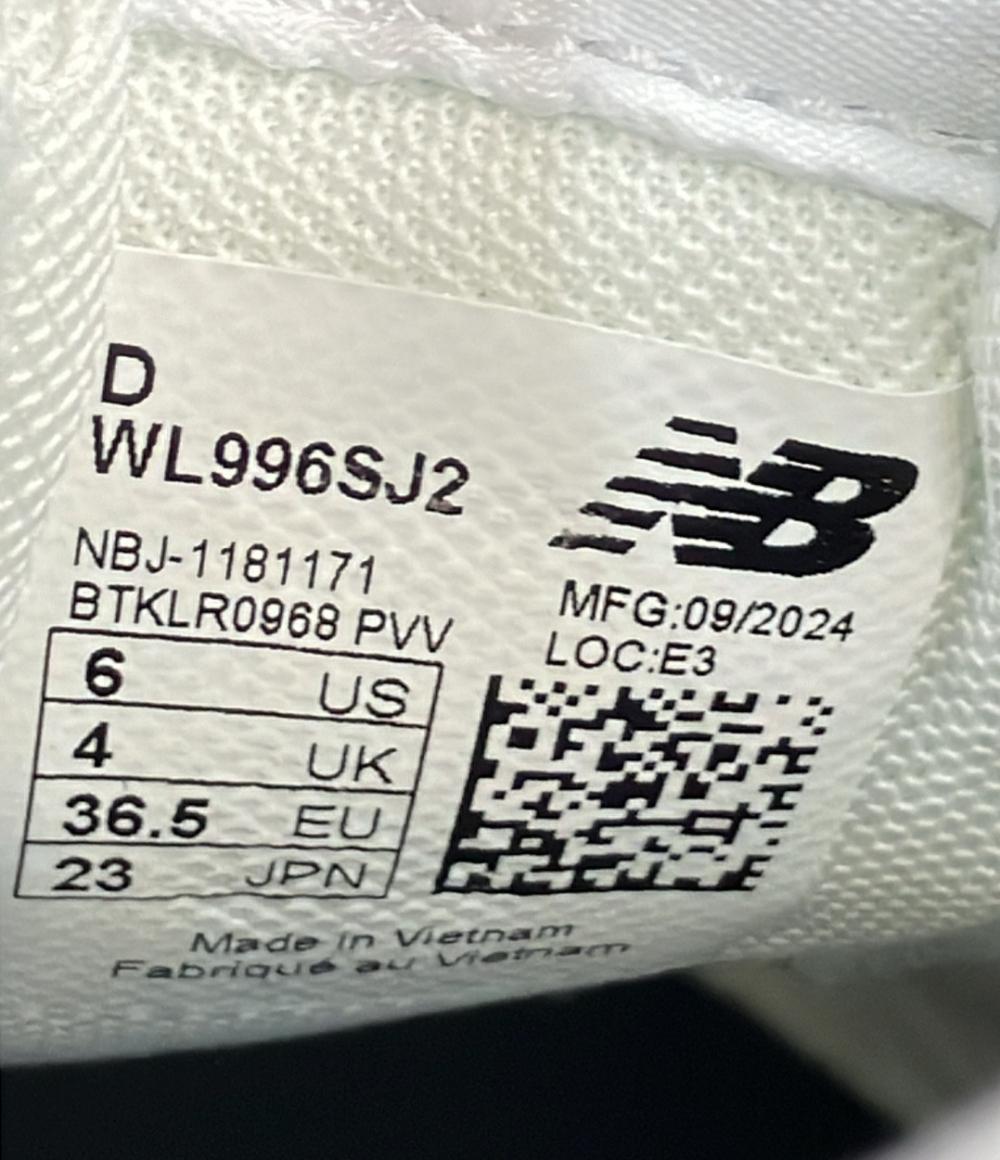 D
WL996SJ2
NB
NBJ-1181171
BTKLR0968 PVV
MFG:09/2024
LOC:E3
6 US
4 UK
36.5 EU
23 JPN
Made in Vietnam
Fabriqué au Vietnam